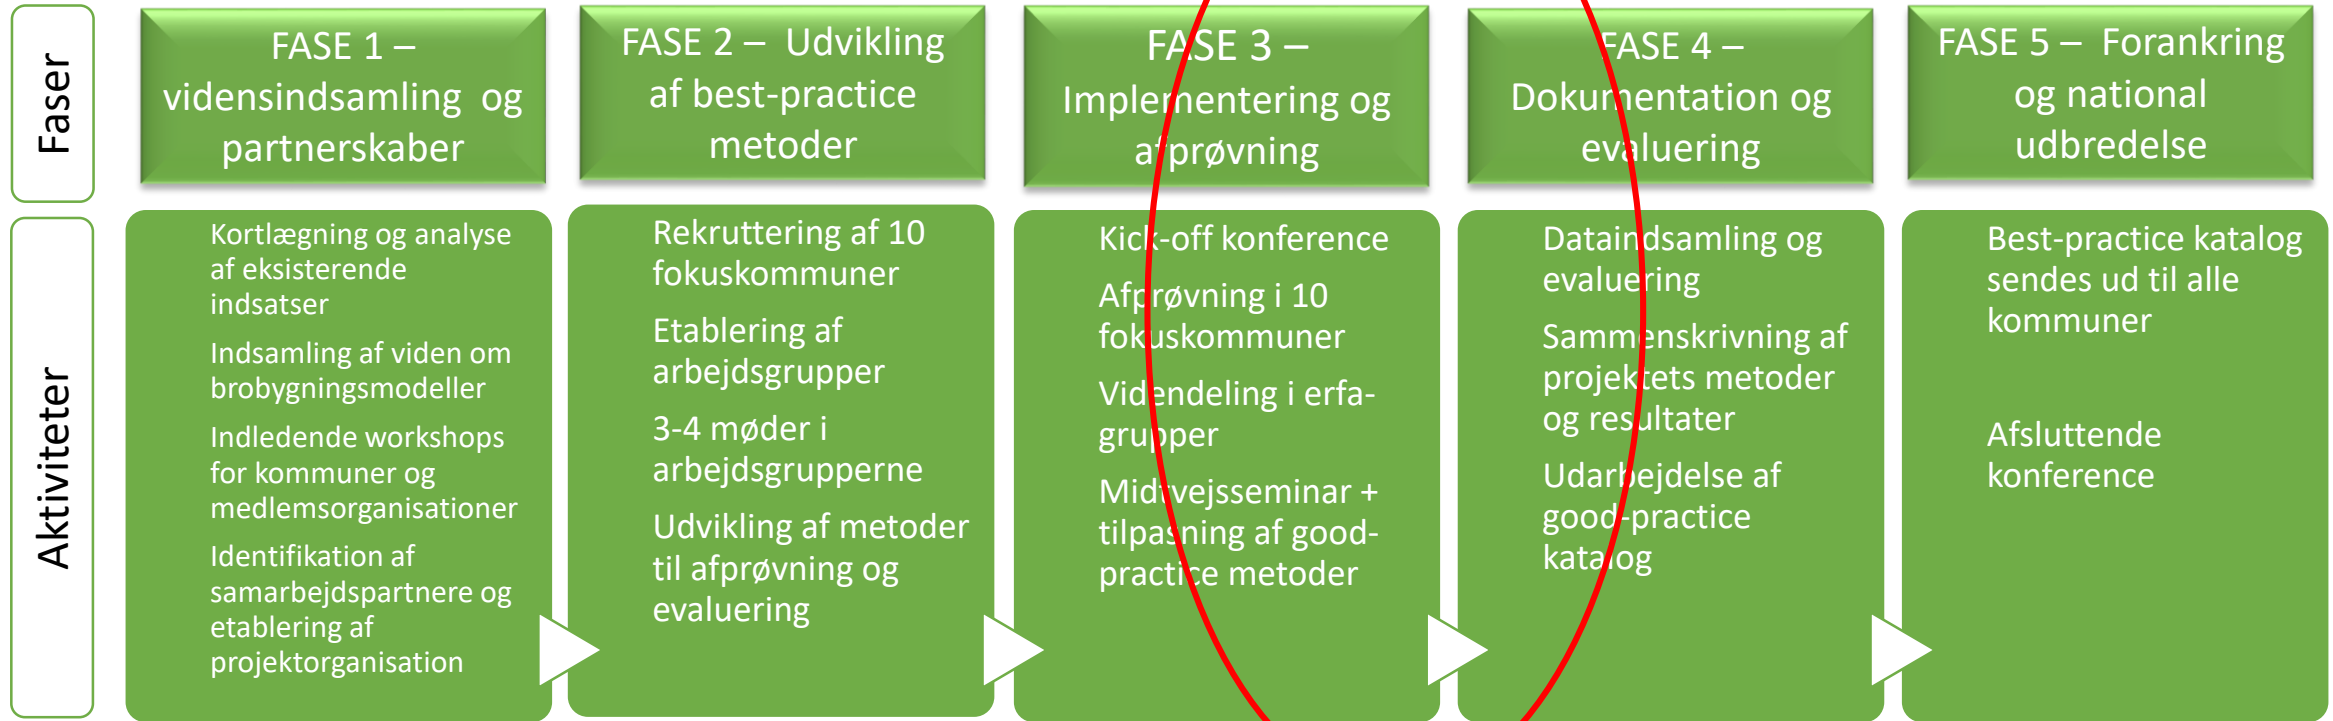 Faser
FASE 1 –
vidensindsamling og
partnerskaber
FASE 2 – Udvikling
af best-practice
metoder
FASE 3 –
Implementering og
afprøvning
FASE 4 –
Dokumentation og
evaluering
FASE 5 – Forankring
og national
udbredelse
Aktiviteter
Kortlægning og analyse
af eksisterende
indsatser
Indsamling af viden om
brobygningsmodeller
Indledende workshops
for kommuner og
medlemsorganisationer
Identifikation af
samarbejdspartnere og
etablering af
projektorganisation
Rekruttering af 10
fokuskommuner
Etablering af
arbejdsgrupper
3-4 møder i
arbejdsgrupperne
Udvikling af metoder
til afprøvning og
evaluering
Kick-off konference
Afprøvning i 10
fokuskommuner
Videndeling i erfa-
grupper
Midtvejsseminar +
tilpasning af good-
practice metoder
Dataindsamling og
evaluering
Sammenskrivning af
projektets metoder
og resultater
Udarbejdelse af
good-practice
katalog
Best-practice katalog
sendes ud til alle
kommuner
Afsluttende
konference